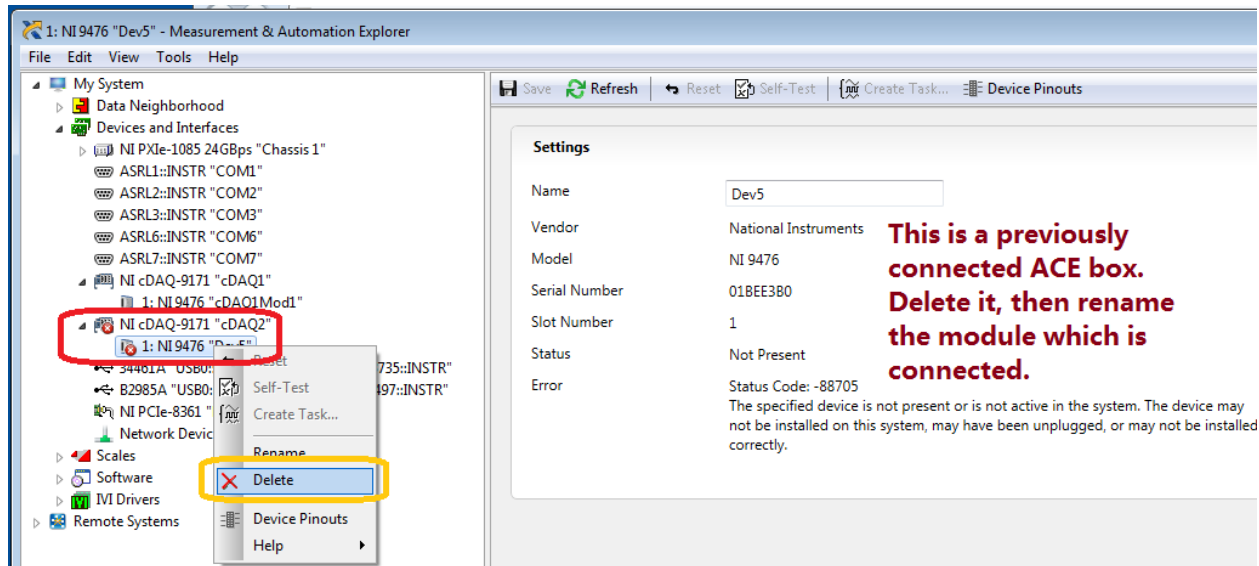 1: NI 9476 "Dev5" - Measurement & Automation Explorer
File Edit View Tools Help
My System
Data Neighborhood
Devices and Interfaces
NI PXIe-1085 24GBps "Chassis 1"
ASRL1::INSTR "COM1"
ASRL2::INSTR "COM2"
ASRL3::INSTR "COM3"
ASRL6::INSTR "COM6"
ASRL7::INSTR "COM7"
NI cDAQ-9171 "cDAQ1"
1: NI 9476 "cDAQ1Mod1"
NI cDAQ-9171 "cDAQ2"
1: NI 9476 "Dev5"
34461A "USB0: 735::INSTR"
B2985A "USB0: 497::INSTR"
NI PCIe-8361 "
Network Devic
Scales
Software
IVI Drivers
Remote Systems
Reset
Self-Test
Create Task...
Rename
Delete
Device Pinouts
Help
Save Refresh Reset Self-Test Create Task... Device Pinouts
Settings
Name Dev5
Vendor National Instruments
Model NI 9476
Serial Number 01BEE3B0
Slot Number 1
Status Not Present
Error Status Code: -88705
The specified device is not present or is not active in the system. The device may
not be installed on this system, may have been unplugged, or may not be installed
correctly.
This is a previously
connected ACE box.
Delete it, then rename
the module which is
connected.